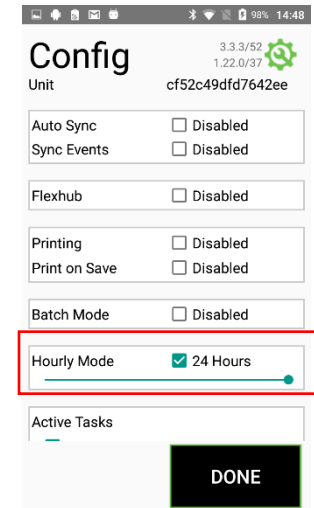 98% 14:48
Config
3.3.3/52
1.22.0/37
Unit cf52c49dfd7642ee
Auto Sync Disabled
Sync Events Disabled
Flexhub Disabled
Printing Disabled
Print on Save Disabled
Batch Mode Disabled
Hourly Mode 24 Hours
Active Tasks
DONE